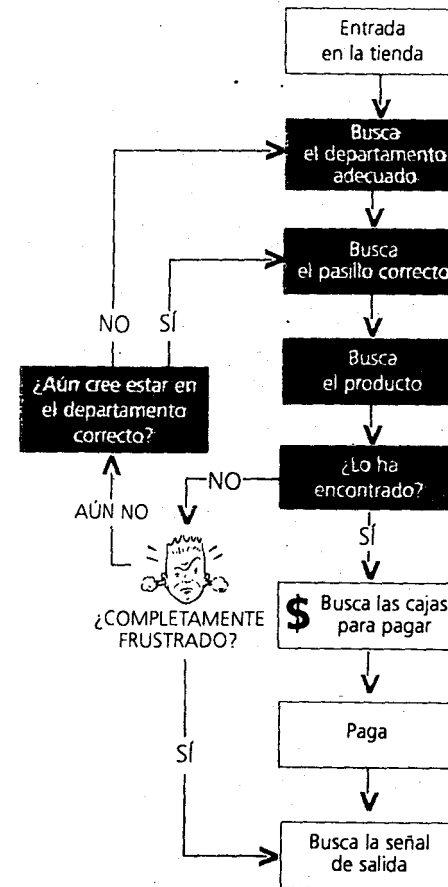 Entrada
en la tienda
Busca
el departamento
adecuado
Busca
el pasillo correcto
NO
SÍ
Busca
el producto
¿Aún cree estar en
el departamento
correcto?
¿Lo ha
encontrado?
NO
AÚN NO
SÍ
¿COMPLETAMENTE
FRUSTRADO?
$ Busca las cajas
para pagar
SÍ
Paga
Busca la señal
de salida